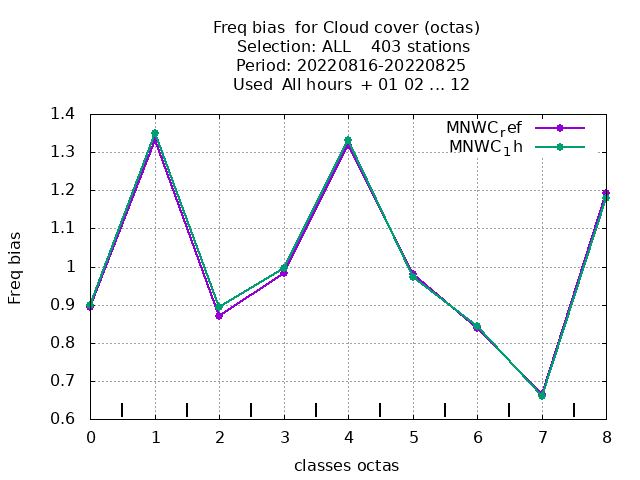 Freq bias  for Cloud cover (octas)
Selection: ALL    403 stations
Period: 20220816-20220825
Used  All hours  + 01 02 ... 12
MNWCref
MNWC1h
1.4
1.3
1.2
1.1
1
0.9
0.8
0.7
0.6
Freq bias
0 1 2 3 4 5 6 7 8
classes octas